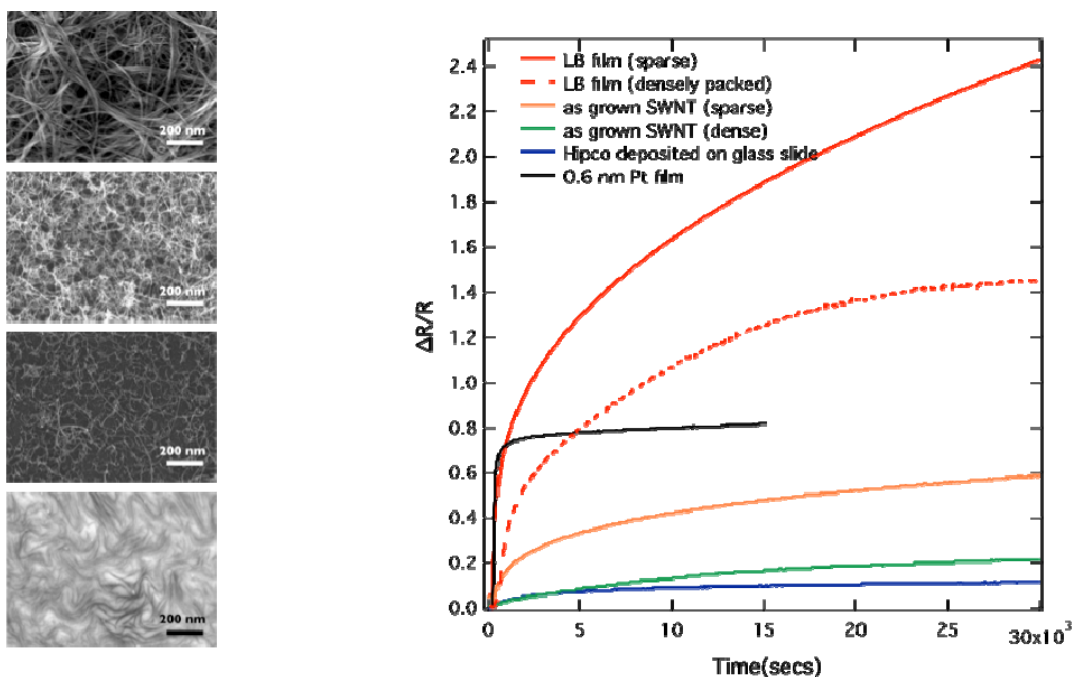 200 nm
200 nm
200 nm
200 nm
LB film (sparse)
LB film (densely packed)
as grown SWNT (sparse)
as grown SWNT (dense)
Hipco deposited on glass slide
0.6 nm Pt film
2.4
2.0
1.6
1.4
1.2
1.0
0.8
0.6
0.4
0.2
0.0
2.2
1.8
ΔR/R
0 5 10 15 20 25 30x10³
Time(secs)